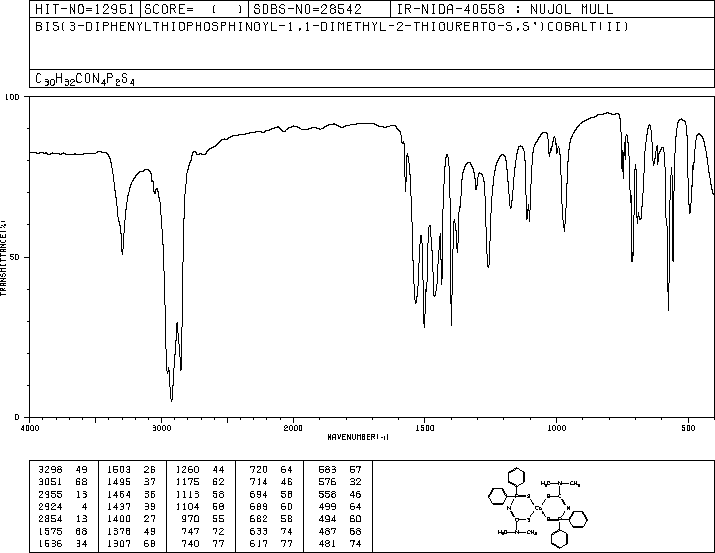 HIT-NO=12951 SCORE= ( ) SDBS-NO=28542 IR-NIDA-40558 : NUJOL MULL
BIS(3-DIPHENYLTHIOPHOSPHINOYL-1,1-DIMETHYL-2-THIOUREATO-S,S')COBALT(II)
C30H32CON4P2S4
100
50
0
TRANSMITTANCE(%)
4000 3000 2000 1500 1000 500
WAVENUMBER(-1)
3298 49 1503 26 1260 44 720 64 583 57
3051 68 1495 37 1175 62 714 46 576 32
2955 13 1464 36 1113 58 694 58 558 46
2924 4 1437 39 1104 58 689 60 499 64
2854 13 1400 27 970 55 682 58 494 60
1575 68 1378 49 747 72 633 74 487 68
1536 34 1307 68 740 77 617 77 481 74